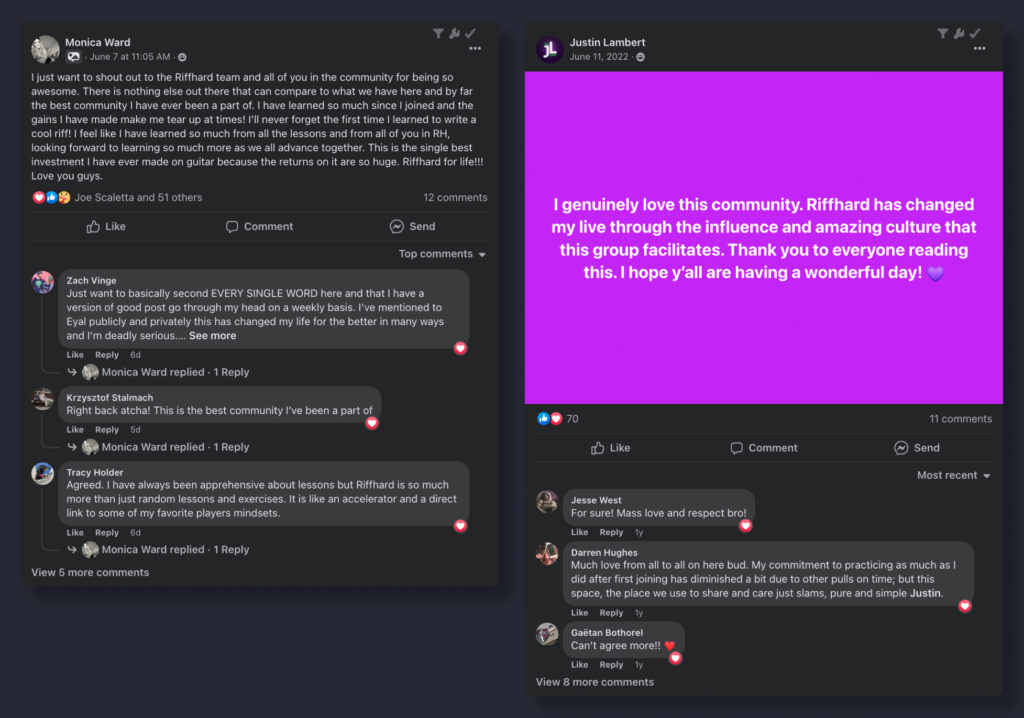 Monica Ward
· June 7 at 11:05 AM ·
I just want to shout out to the Riffhard team and all of you in the community for being so
awesome. There is nothing else out there that can compare to what we have here and by far
the best community I have ever been a part of. I have learned so much since I joined and the
gains I have made make me tear up at times! I'll never forget the first time I learned to write a
cool riff! I feel like I have learned so much from all the lessons and from all of you in RH,
looking forward to learning so much more as we all advance together. This is the single best
investment I have ever made on guitar because the returns on it are so huge. Riffhard for life!!!
Love you guys.
Joe Scaletta and 51 others
12 comments
Like
Comment
Send
Top comments
Zach Vinge
Just want to basically second EVERY SINGLE WORD here and that I have a
version of good post go through my head on a weekly basis. I've mentioned to
Eyal publicly and privately this has changed my life for the better in many ways
and I'm deadly serious.... See more
Like Reply 6d
Monica Ward replied · 1 Reply
Krzysztof Stalmach
Right back atcha! This is the best community I've been a part of
Like Reply 5d
Monica Ward replied · 1 Reply
Tracy Holder
Agreed. I have always been apprehensive about lessons but Riffhard is so much
more than just random lessons and exercises. It is like an accelerator and a direct
link to some of my favorite players mindsets.
Like Reply 6d
Monica Ward replied · 1 Reply
View 5 more comments
jL
Justin Lambert
June 11, 2022 ·
I genuinely love this community. Riffhard has changed
my live through the influence and amazing culture that
this group facilitates. Thank you to everyone reading
this. I hope y'all are having a wonderful day! 💜
70
11 comments
Like
Comment
Send
Most recent
Jesse West
For sure! Mass love and respect bro!
Like Reply 1y
Darren Hughes
Much love from all to all on here bud. My commitment to practicing as much as I
did after first joining has diminished a bit due to other pulls on time; but this
space, the place we use to share and care just slams, pure and simple Justin.
Like Reply 1y
Gaëtan Bothorel
Can't agree more!! ❤️
Like Reply 1y
View 8 more comments